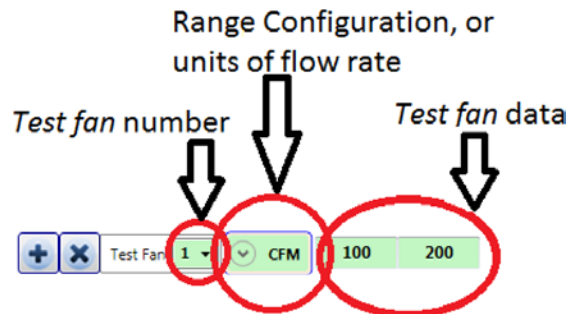 Range Configuration, or
units of flow rate
Test fan number
Test fan data
Test Fan 1 CFM 100 200